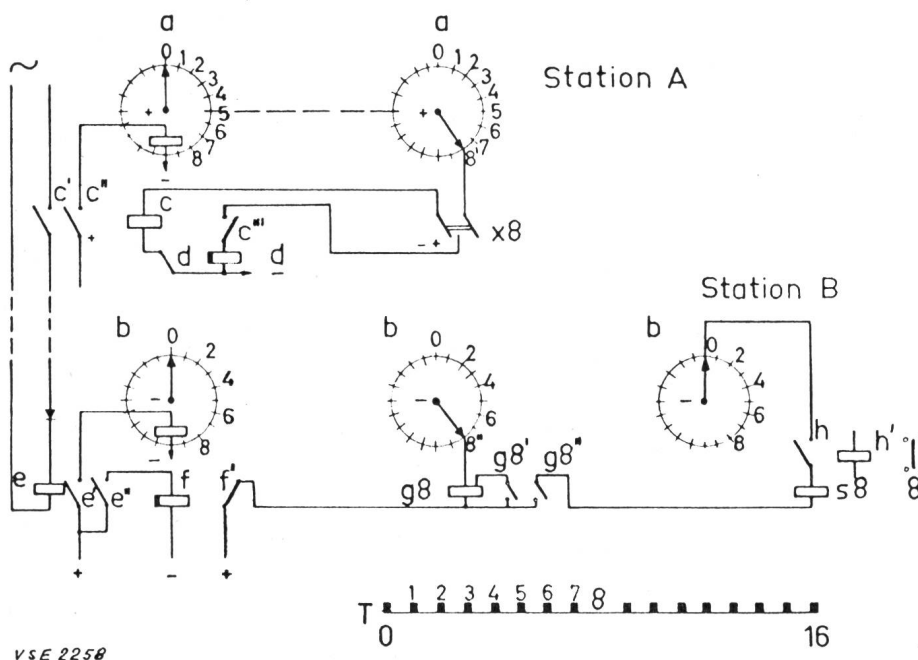 a a
0 1 2 3 4 5 6 7 8
0 1 2 3 4 5 6 7 8'
Station A
~
+ +
-
c' c" c
+
d c"' d
-
- + x8
Station B
b b b
0 2 4 6 8
0 2 4 6 8"
0 2 4 6 8
- - -
-
e e' e" f f' g8 g8' g8" h h' s8 8
+ - +
T 1 2 3 4 5 6 7 8
0 16
VSE 2258